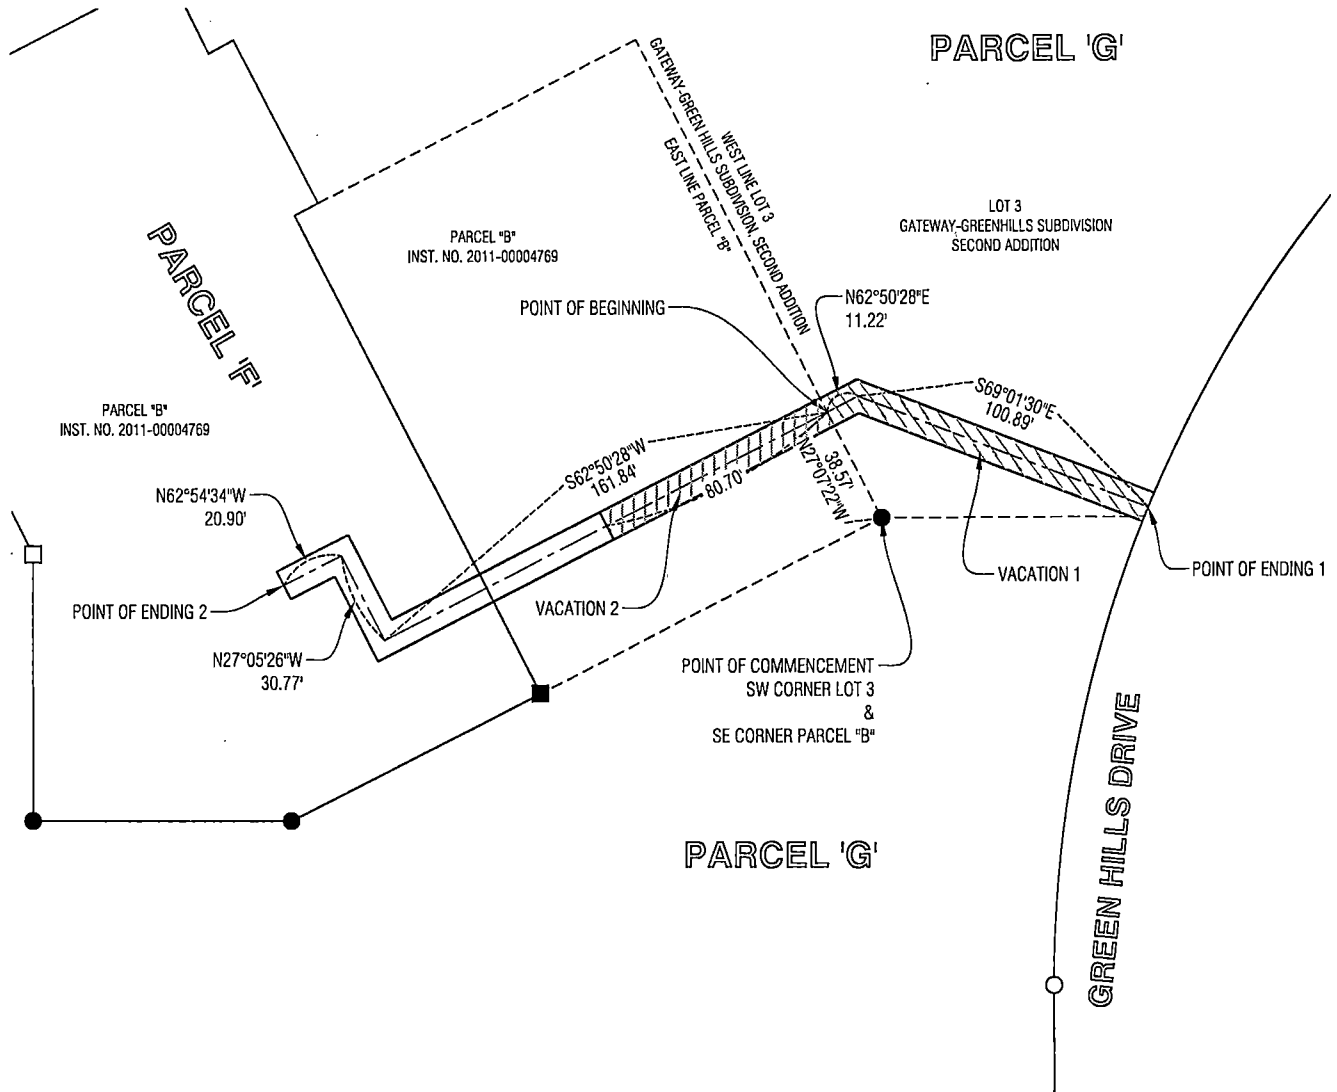 PARCEL 'G'
GATEWAY-GREEN HILLS SUBDIVISION, SECOND ADDITION
WEST LINE LOT 3
EAST LINE PARCEL "B"
LOT 3
GATEWAY-GREENHILLS SUBDIVISION
SECOND ADDITION
PARCEL "B"
INST. NO. 2011-00004769
PARCEL 'F'
POINT OF BEGINNING
N62°50'28"E
11.22'
S69°01'30"E
100.89'
PARCEL "B"
INST. NO. 2011-00004769
S62°50'28"W
161.84'
80.70'
38.57'
N27°07'22"W
N62°54'34"W
20.90'
POINT OF ENDING 2
VACATION 2
VACATION 1
POINT OF ENDING 1
N27°05'26"W
30.77'
POINT OF COMMENCEMENT
SW CORNER LOT 3
&
SE CORNER PARCEL "B"
PARCEL 'G'
GREEN HILLS DRIVE